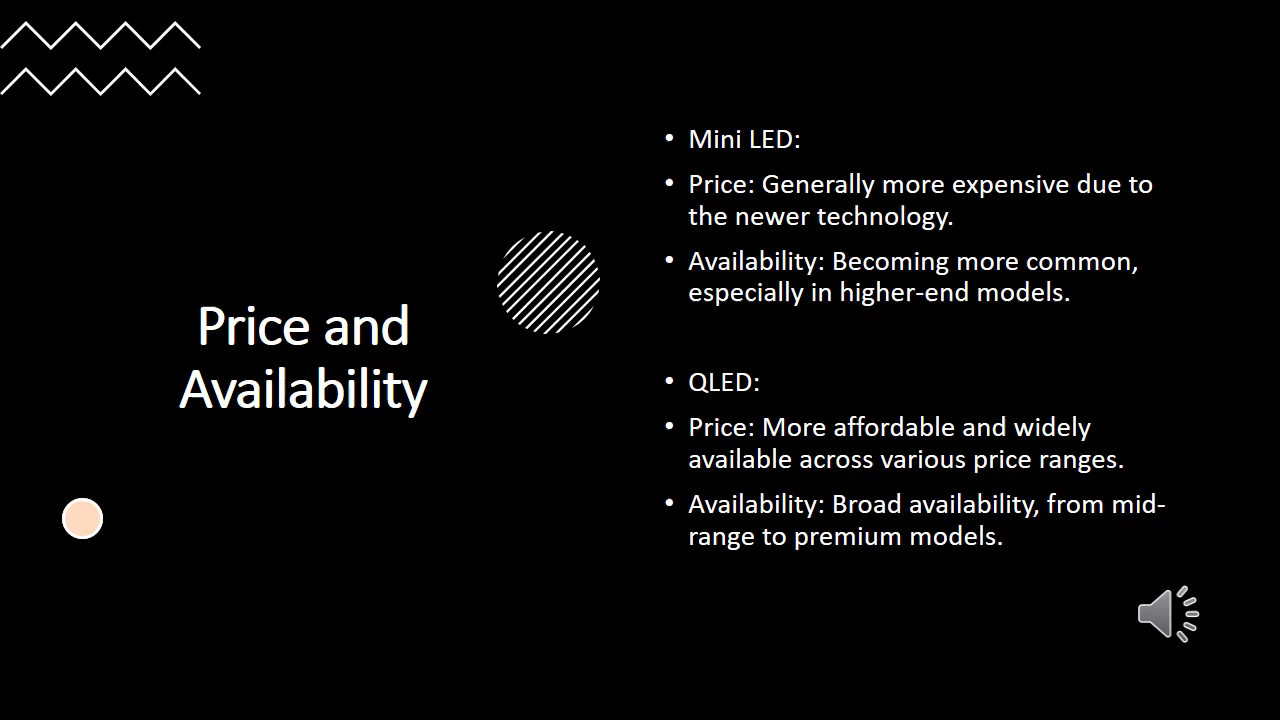 Price and
Availability
• Mini LED:
• Price: Generally more expensive due to
the newer technology.
• Availability: Becoming more common,
especially in higher-end models.
• QLED:
• Price: More affordable and widely
available across various price ranges.
• Availability: Broad availability, from mid-
range to premium models.